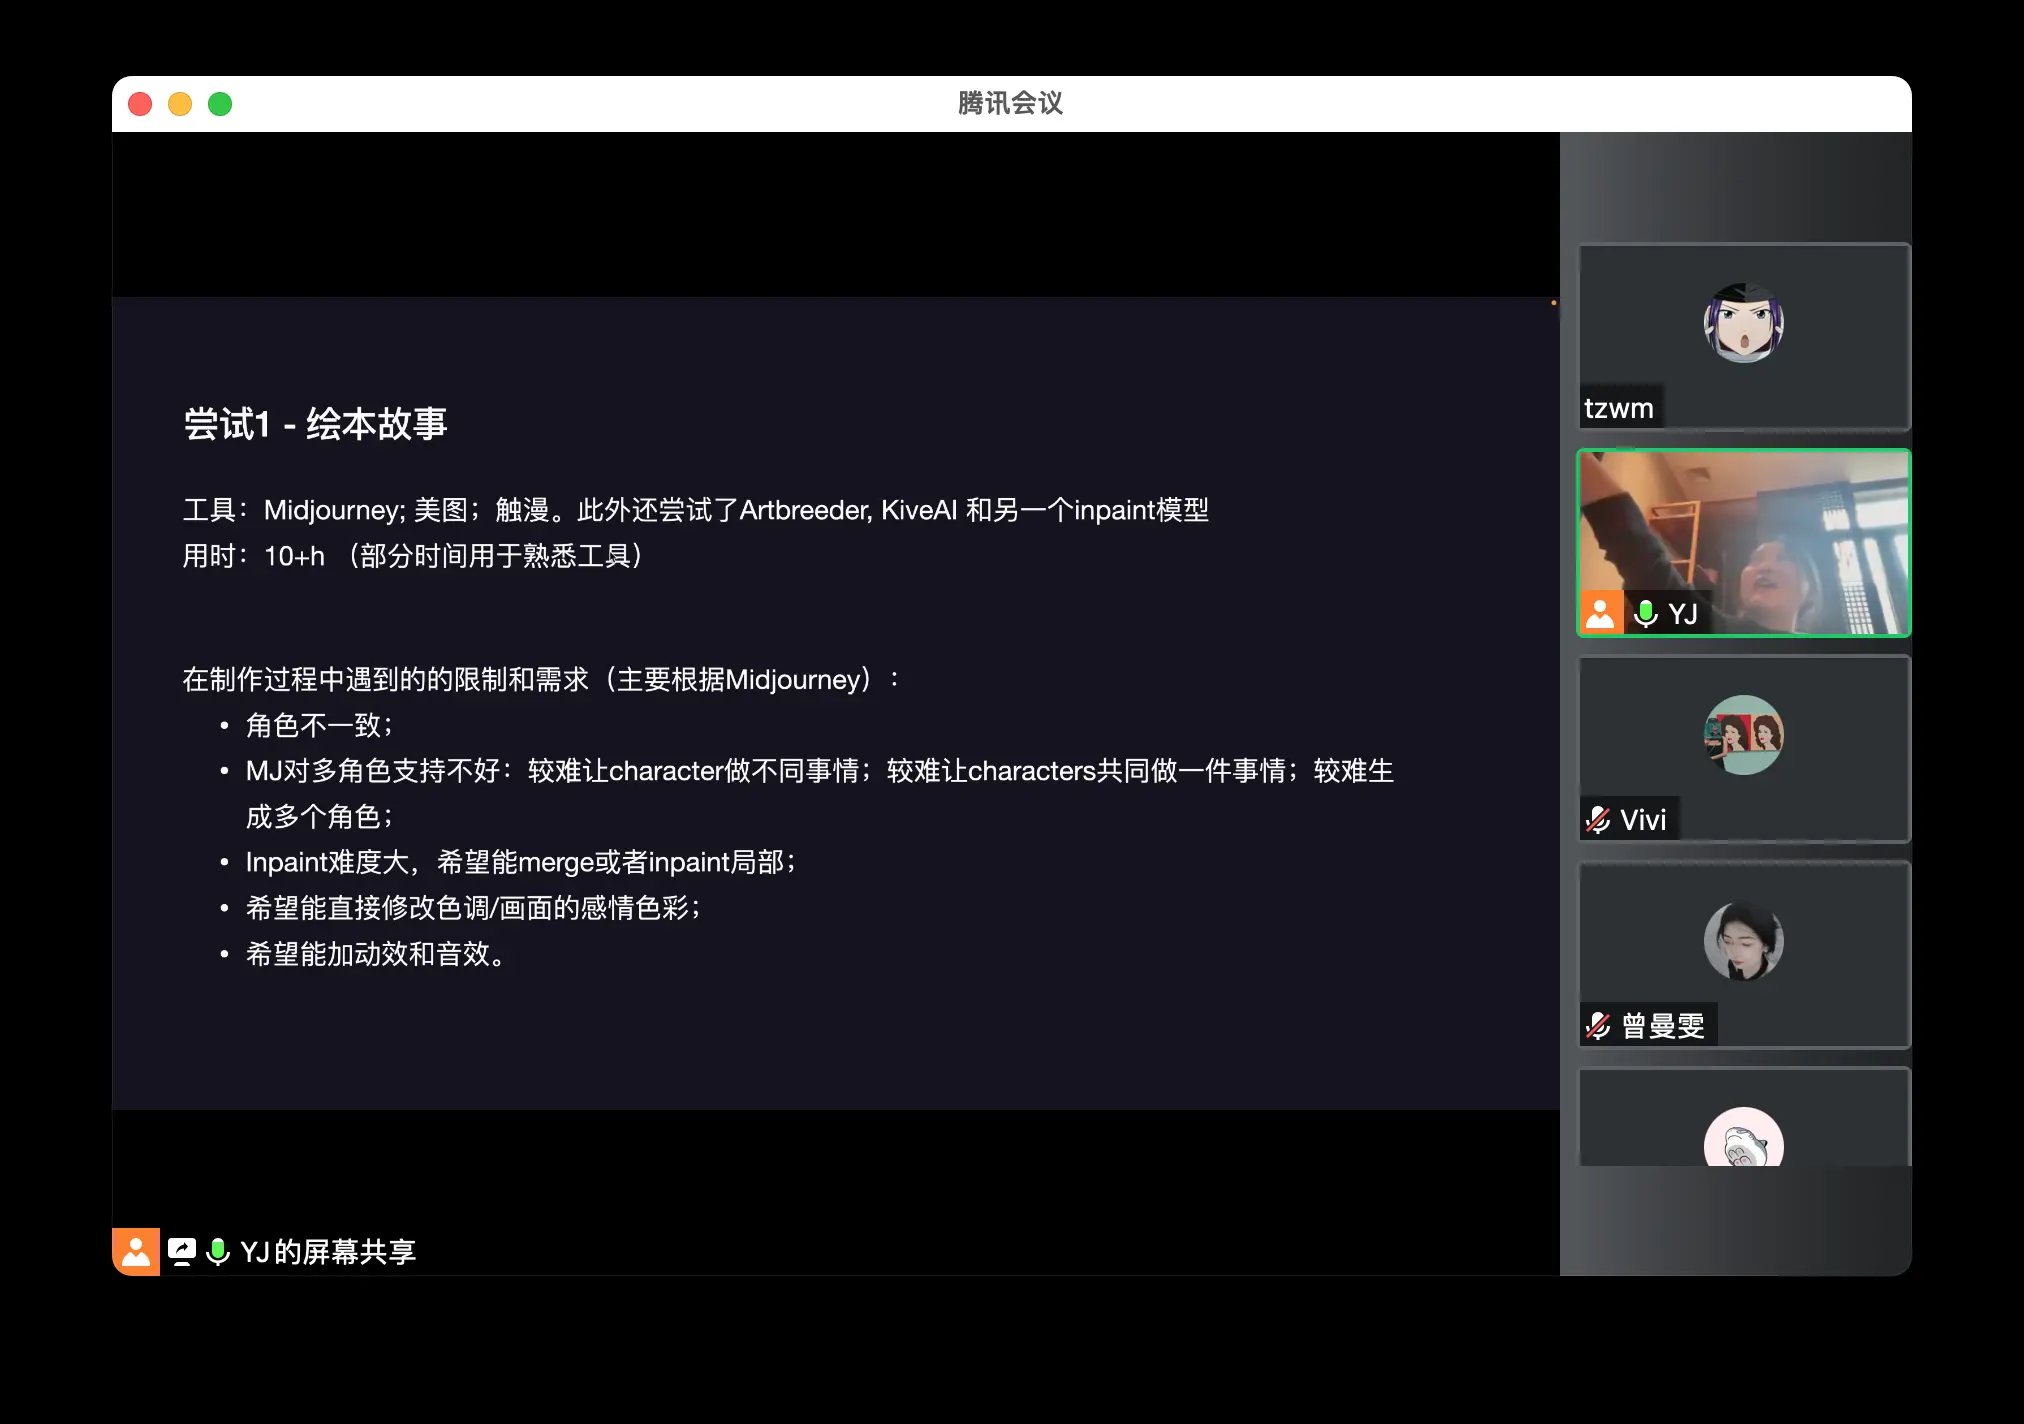 腾讯会议
尝试1 - 绘本故事
工具：Midjourney; 美图；触漫。此外还尝试了Artbreeder, KiveAI 和另一个inpaint模型
用时：10+h （部分时间用于熟悉工具）
在制作过程中遇到的的限制和需求（主要根据Midjourney）：
• 角色不一致；
• MJ对多角色支持不好：较难让character做不同事情；较难让characters共同做一件事情；较难生
成多个角色；
• Inpaint难度大，希望能merge或者inpaint局部；
• 希望能直接修改色调/画面的感情色彩；
• 希望能加动效和音效。
YJ的屏幕共享
tzwm
YJ
Vivi
曾曼雯